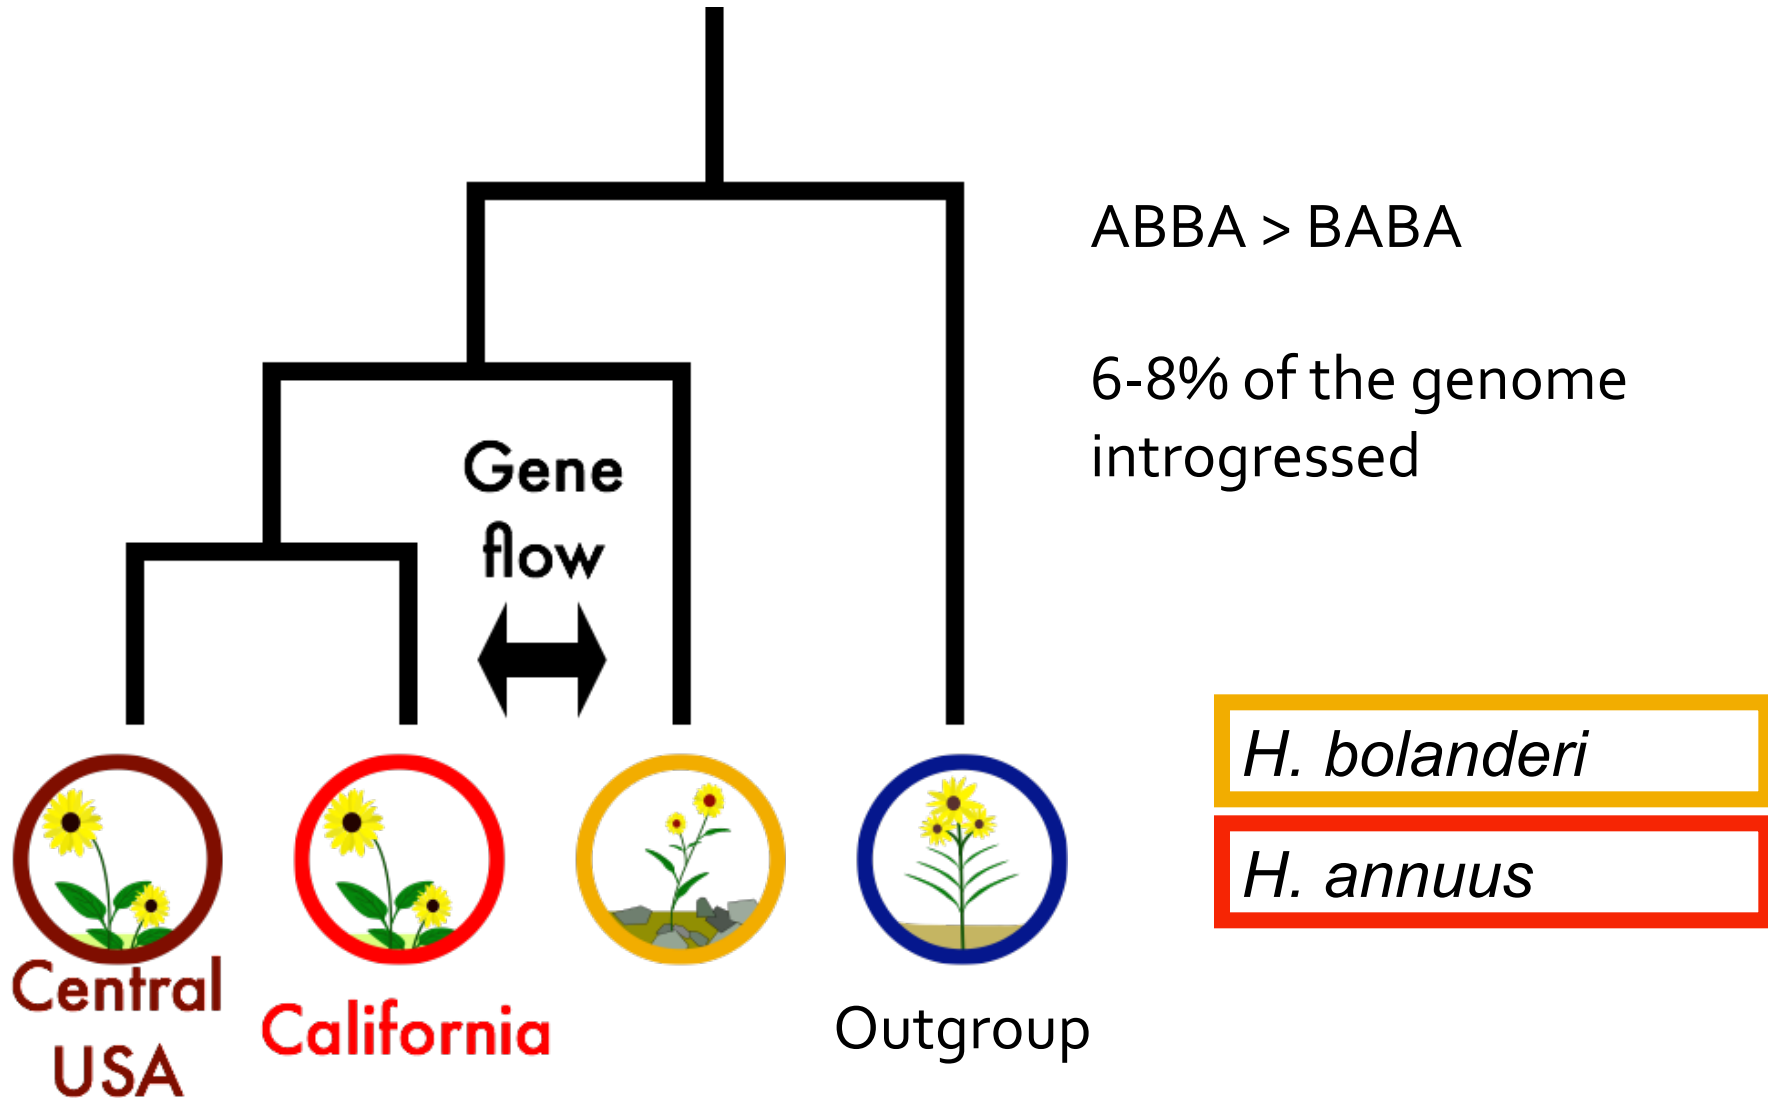 ABBA > BABA
6-8% of the genome
introgressed
Gene
flow
H. bolanderi
H. annuus
Central
USA
California
Outgroup